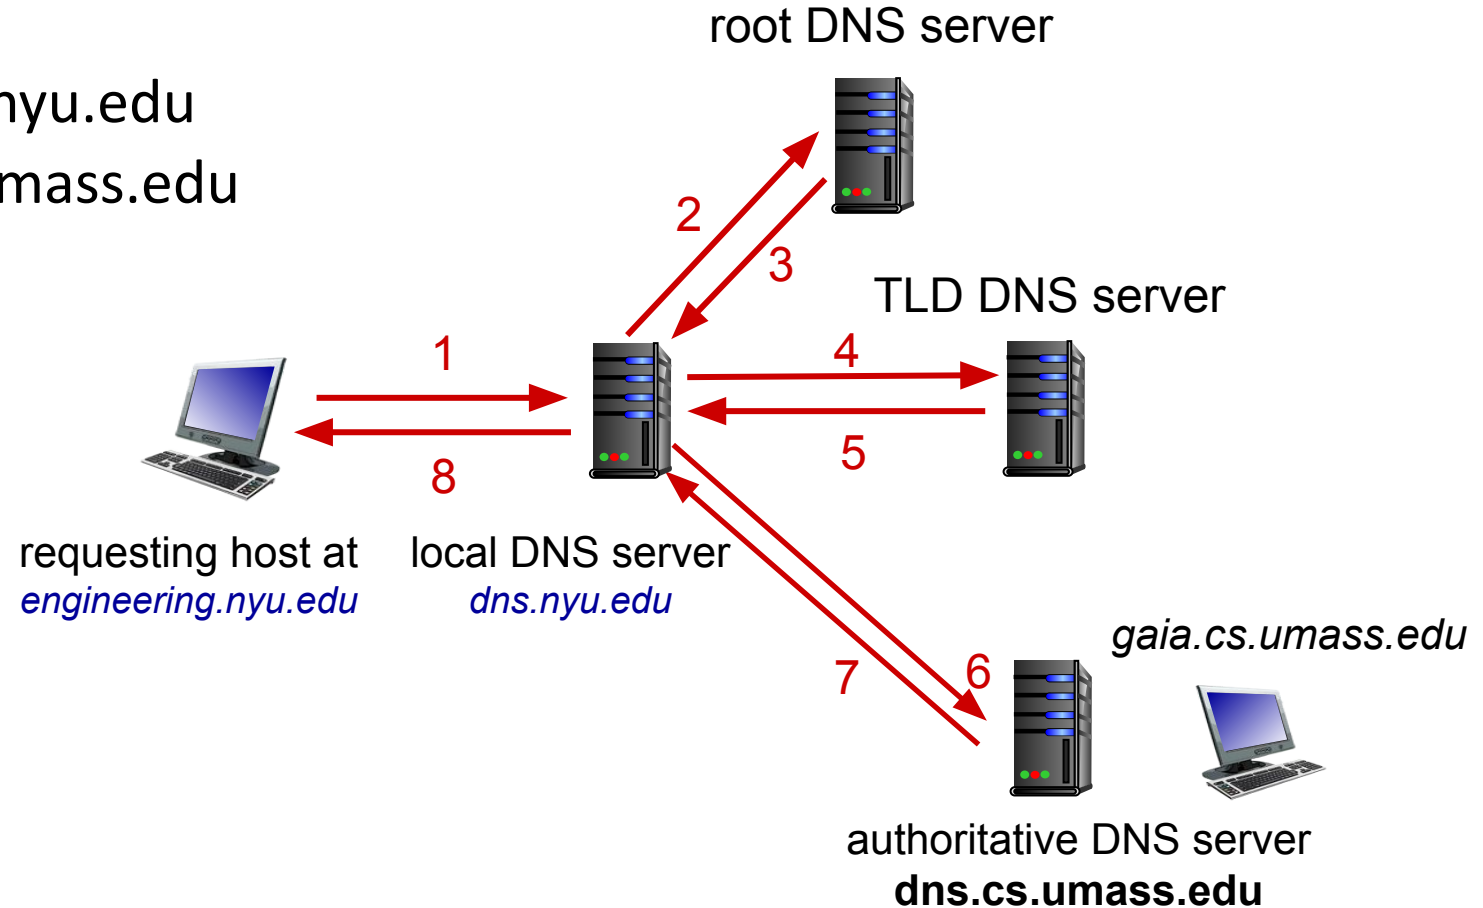 root DNS server
nyu.edu
mass.edu
2
3
TLD DNS server
1
4
8
5
requesting host at
engineering.nyu.edu
local DNS server
dns.nyu.edu
gaia.cs.umass.edu
7
6
authoritative DNS server
dns.cs.umass.edu